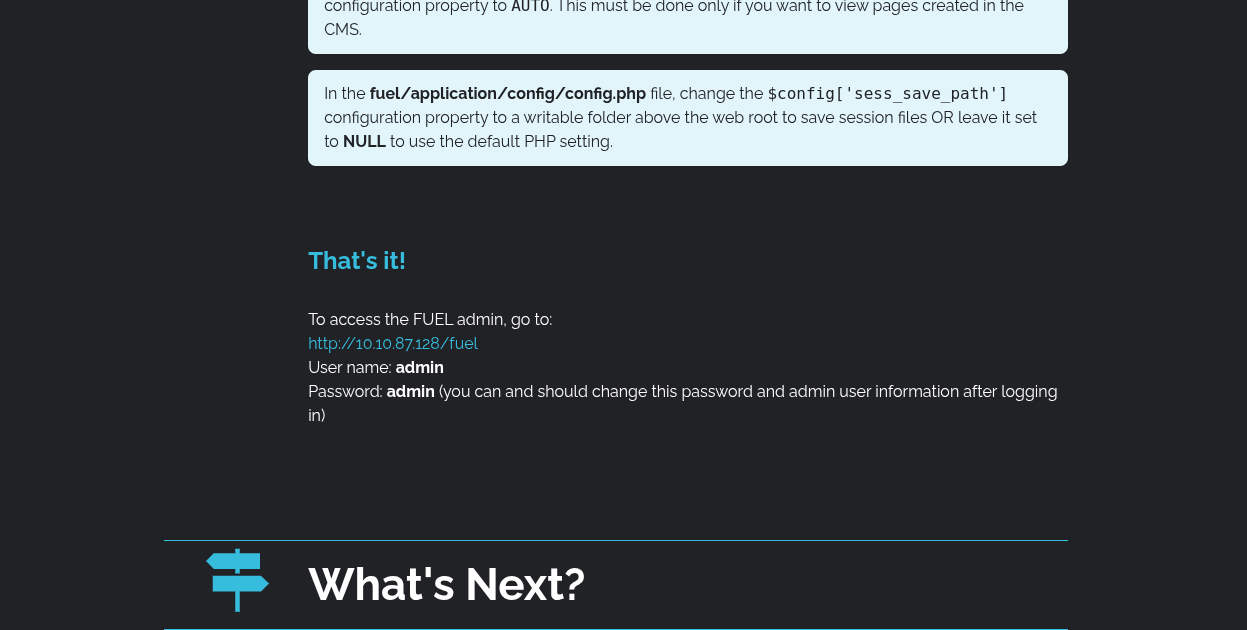 configuration property to AUTO. This must be done only if you want to view pages created in the
CMS.
In the fuel/application/config/config.php file, change the $config['sess_save_path']
configuration property to a writable folder above the web root to save session files OR leave it set
to NULL to use the default PHP setting.
That's it!
To access the FUEL admin, go to:
http://10.10.87.128/fuel
User name: admin
Password: admin (you can and should change this password and admin user information after logging
in)
What's Next?